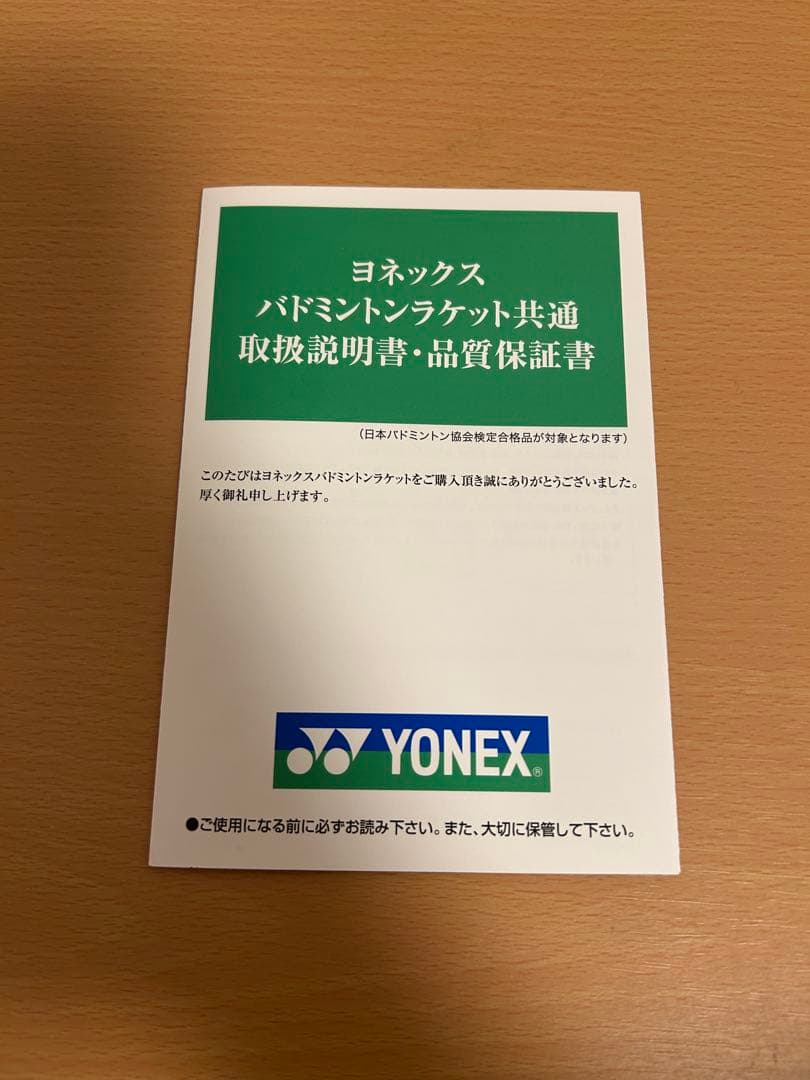 ヨネックス
バドミントンラケット共通
取扱説明書・品質保証書
(日本バドミントン協会検定合格品が対象となります)
このたびはヨネックスバドミントンラケットをご購入頂き誠にありがとうございました。
厚く御礼申し上げます。
YONEX®
●ご使用になる前に必ずお読み下さい。また、大切に保管して下さい。